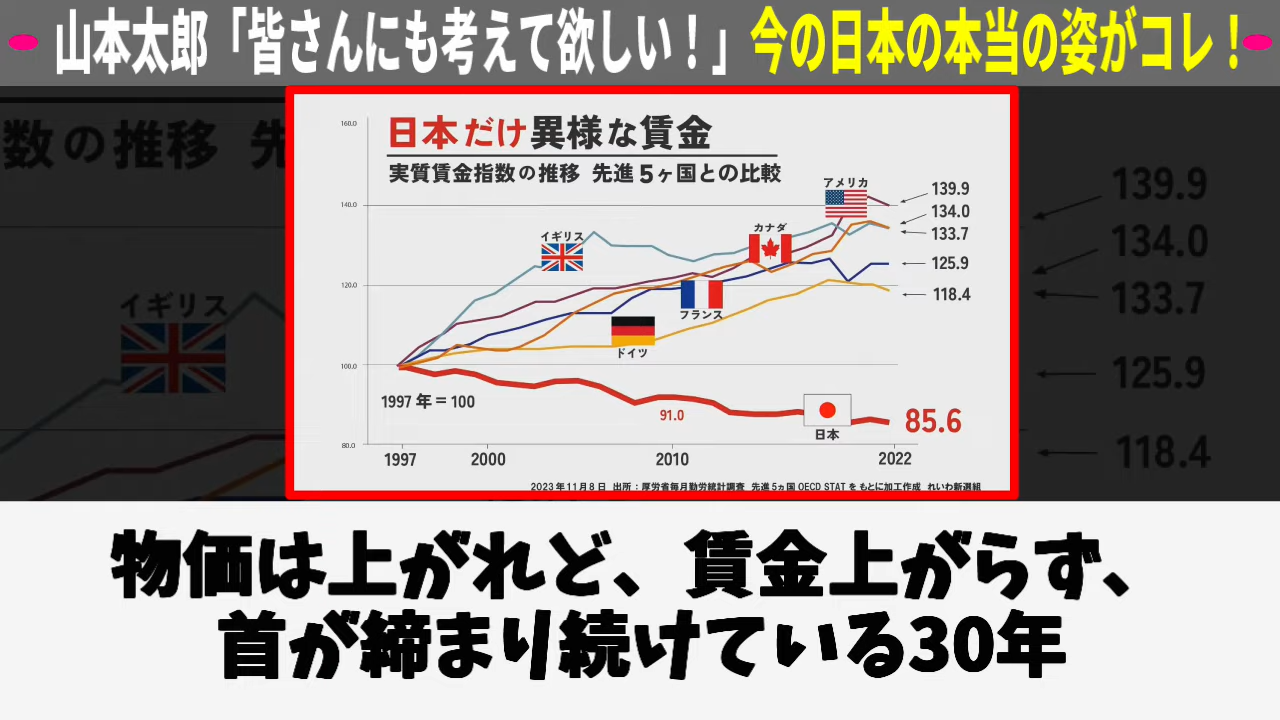 山本太郎「皆さんにも考えて欲しい！」今の日本の本当の姿がコレ！
数の推移 先
160.0
日本だけ異様な賃金
実質賃金指数の推移 先進5ヶ国との比較
アメリカ
139.9
140.0
134.0
イギリス
カナダ
133.7
125.9
120.0
118.4
フランス
ドイツ
100.0
1997年＝100
91.0
日本
85.6
80.0
1997
2000
2010
2022
2023年11月8日 出所：厚労省毎月勤労統計調査 先進5ヵ国 OECD STAT をもとに加工作成 れいわ新選組
イギリス
139.9
134.0
133.7
125.9
118.4
物価は上がれど、賃金上がらず、
首が締まり続けている30年